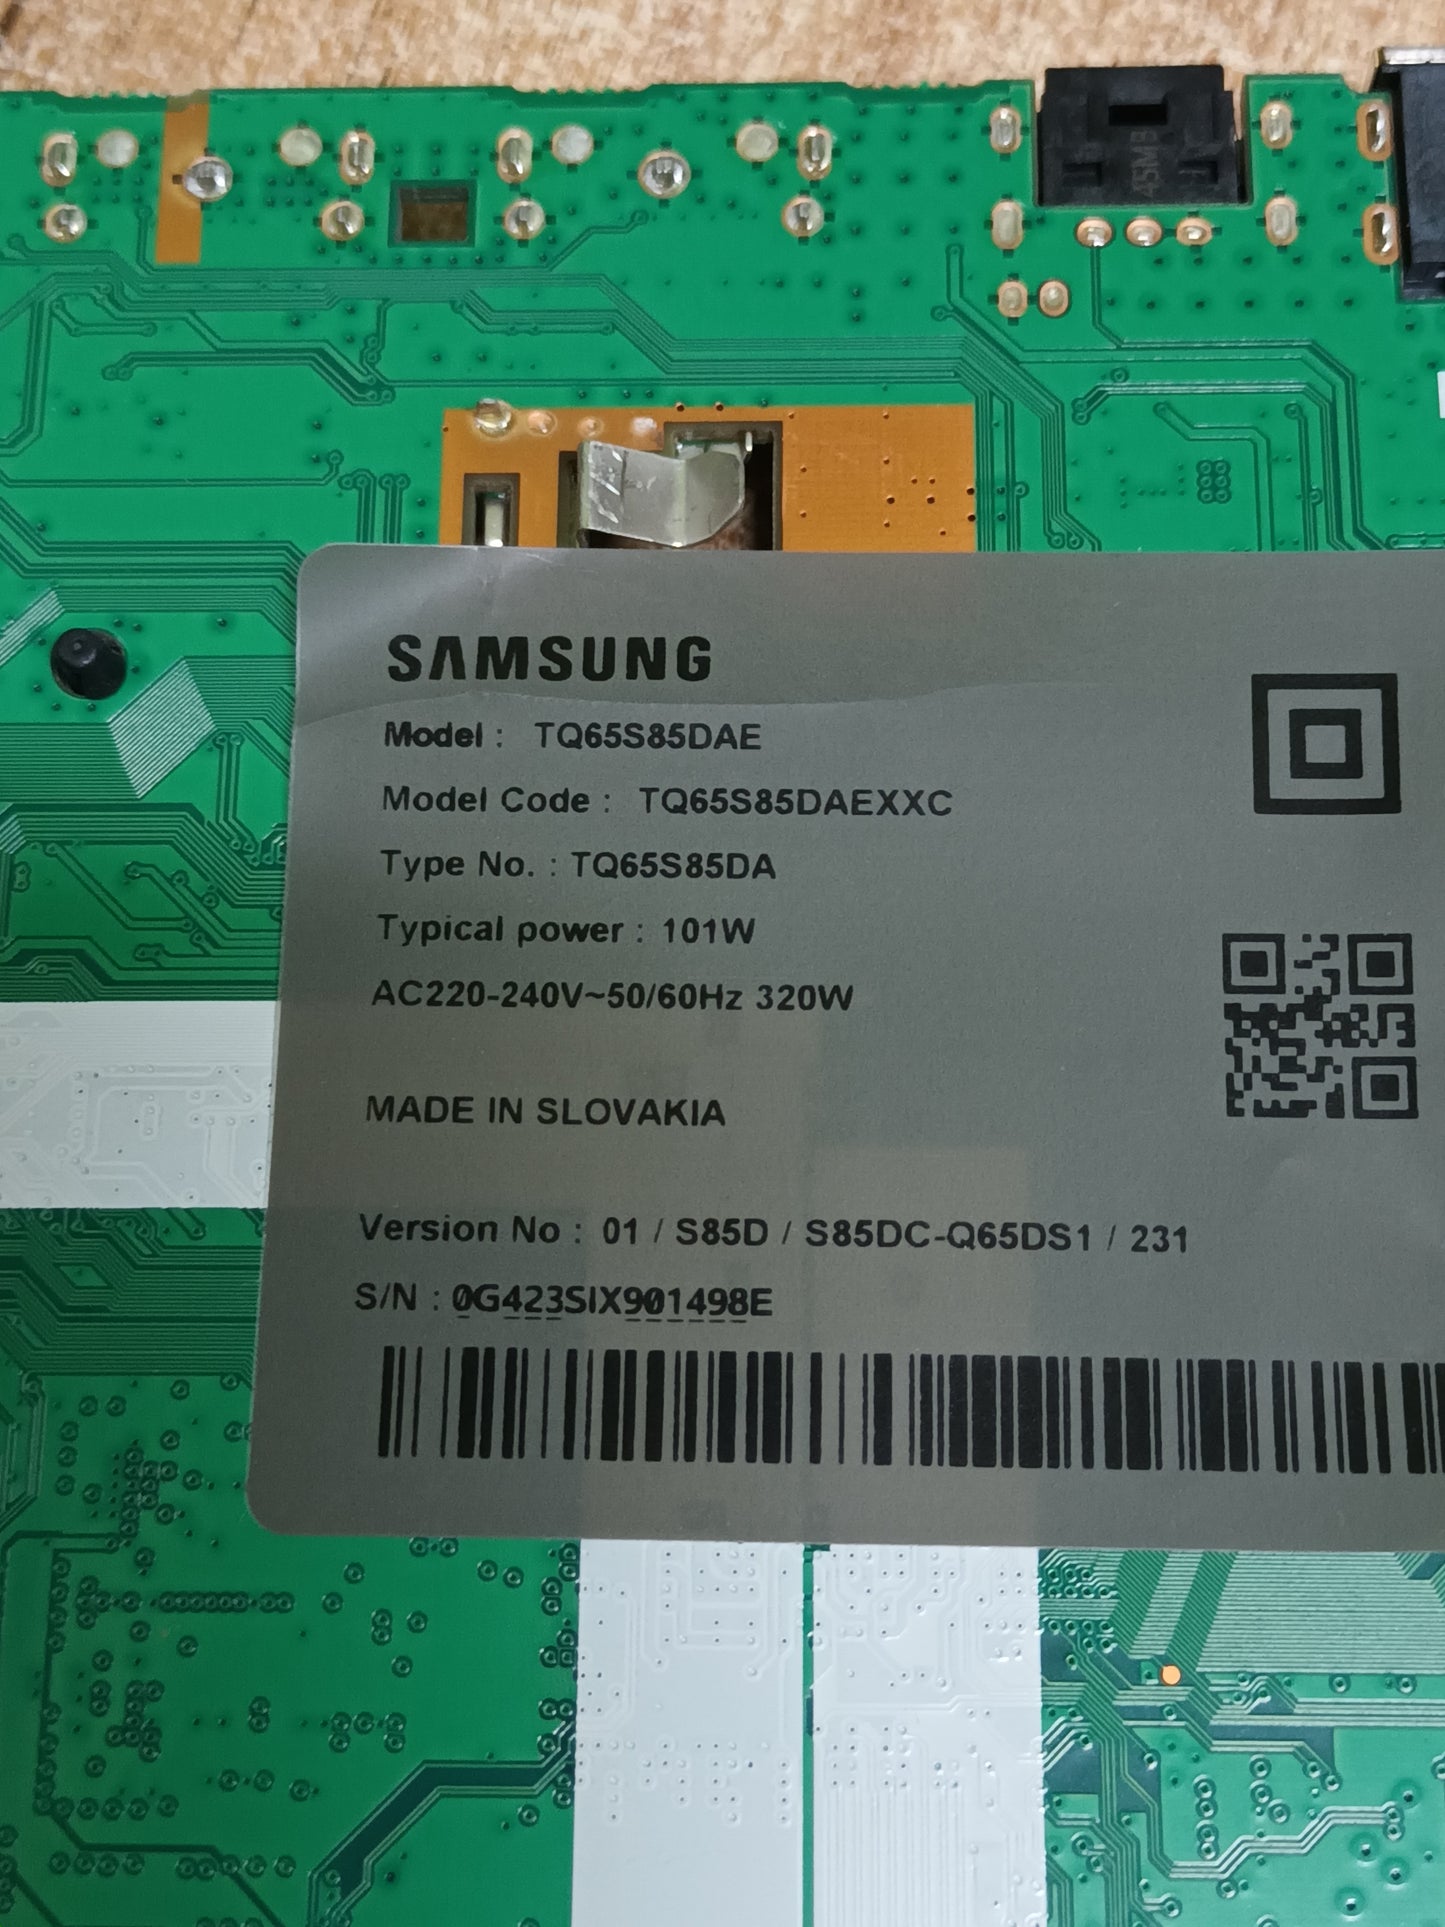 45MB
SAMSUNG
Model : TQ65S85DAE
Model Code : TQ65S85DAEXXC
Type No. : TQ65S85DA
Typical power : 101W
AC220-240V~50/60Hz 320W
MADE IN SLOVAKIA
Version No : 01 / S85D / S85DC-Q65DS1 / 231
S/N : 0G423SIX901498E